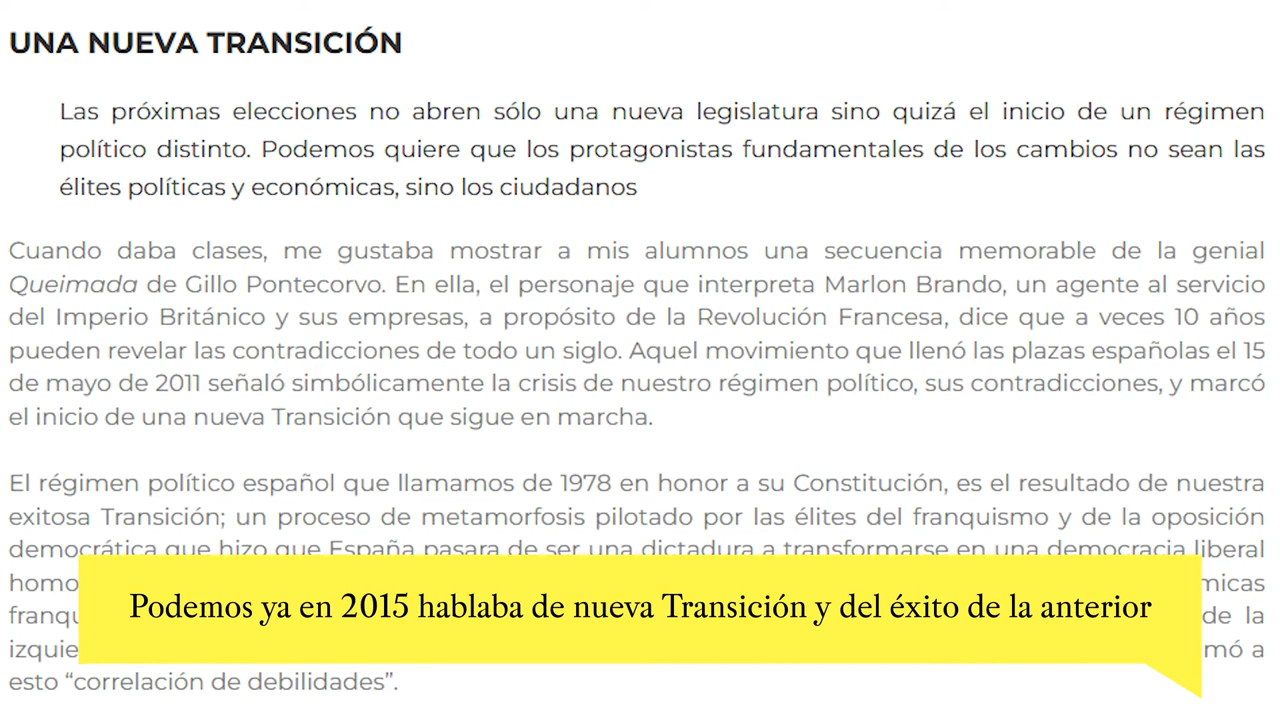 UNA NUEVA TRANSICIÓN
Las próximas elecciones no abren sólo una nueva legislatura sino quizá el inicio de un régimen
político distinto. Podemos quiere que los protagonistas fundamentales de los cambios no sean las
élites políticas y económicas, sino los ciudadanos
Cuando daba clases, me gustaba mostrar a mis alumnos una secuencia memorable de la genial
Queimada de Gillo Pontecorvo. En ella, el personaje que interpreta Marlon Brando, un agente al servicio
del Imperio Británico y sus empresas, a propósito de la Revolución Francesa, dice que a veces 10 años
pueden revelar las contradicciones de todo un siglo. Aquel movimiento que llenó las plazas españolas el 15
de mayo de 2011 señaló simbólicamente la crisis de nuestro régimen político, sus contradicciones, y marcó
el inicio de una nueva Transición que sigue en marcha.
El régimen político español que llamamos de 1978 en honor a su Constitución, es el resultado de nuestra
exitosa Transición; un proceso de metamorfosis pilotado por las élites del franquismo y de la oposición
democrática que hizo que España pasara de ser una dictadura a transformarse en una democracia liberal
Podemos ya en 2015 hablaba de nueva Transición y del éxito de la anterior
de la
esto “correlación de debilidades”.